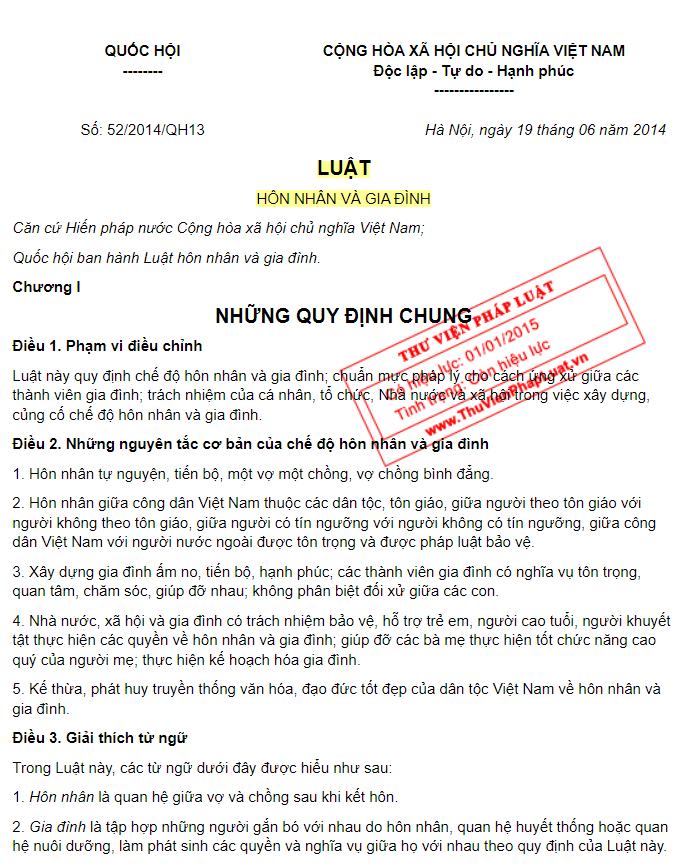 QUỐC HỘI
--------
CỘNG HÒA XÃ HỘI CHỦ NGHĨA VIỆT NAM
Độc lập - Tự do - Hạnh phúc
----------------
Số: 52/2014/QH13
Hà Nội, ngày 19 tháng 06 năm 2014
LUẬT
HÔN NHÂN VÀ GIA ĐÌNH
Căn cứ Hiến pháp nước Cộng hòa xã hội chủ nghĩa Việt Nam;
Quốc hội ban hành Luật hôn nhân và gia đình.
Chương I
NHỮNG QUY ĐỊNH CHUNG
THƯ VIỆN PHÁP LUẬT
Có hiệu lực: 01/01/2015
Tình trạng: Còn hiệu lực
www.ThuVienPhapLuat.vn
Điều 1. Phạm vi điều chỉnh
Luật này quy định chế độ hôn nhân và gia đình; chuẩn mực pháp lý cho cách ứng xử giữa các
thành viên gia đình; trách nhiệm của cá nhân, tổ chức, Nhà nước và xã hội trong việc xây dựng,
củng cố chế độ hôn nhân và gia đình.
Điều 2. Những nguyên tắc cơ bản của chế độ hôn nhân và gia đình
1. Hôn nhân tự nguyện, tiến bộ, một vợ một chồng, vợ chồng bình đẳng.
2. Hôn nhân giữa công dân Việt Nam thuộc các dân tộc, tôn giáo, giữa người theo tôn giáo với
người không theo tôn giáo, giữa người có tín ngưỡng với người không có tín ngưỡng, giữa công
dân Việt Nam với người nước ngoài được tôn trọng và được pháp luật bảo vệ.
3. Xây dựng gia đình ấm no, tiến bộ, hạnh phúc; các thành viên gia đình có nghĩa vụ tôn trọng,
quan tâm, chăm sóc, giúp đỡ nhau; không phân biệt đối xử giữa các con.
4. Nhà nước, xã hội và gia đình có trách nhiệm bảo vệ, hỗ trợ trẻ em, người cao tuổi, người khuyết
tật thực hiện các quyền về hôn nhân và gia đình; giúp đỡ các bà mẹ thực hiện tốt chức năng cao
quý của người mẹ; thực hiện kế hoạch hóa gia đình.
5. Kế thừa, phát huy truyền thống văn hóa, đạo đức tốt đẹp của dân tộc Việt Nam về hôn nhân và
gia đình.
Điều 3. Giải thích từ ngữ
Trong Luật này, các từ ngữ dưới đây được hiểu như sau:
1. Hôn nhân là quan hệ giữa vợ và chồng sau khi kết hôn.
2. Gia đình là tập hợp những người gắn bó với nhau do hôn nhân, quan hệ huyết thống hoặc quan
hệ nuôi dưỡng, làm phát sinh các quyền và nghĩa vụ giữa họ với nhau theo quy định của Luật này.